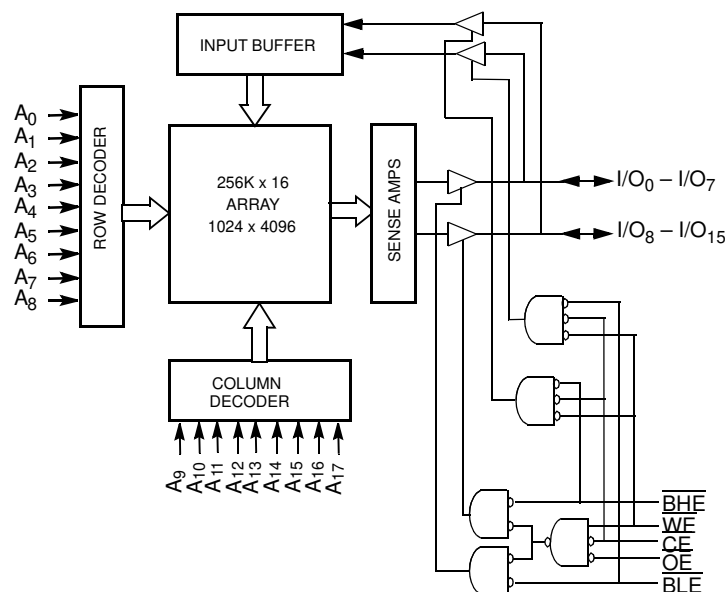 INPUT BUFFER
A0
A1
A2
A3
A4
A5
A6
A7
A8
ROW DECODER
256K x 16
ARRAY
1024 x 4096
SENSE AMPS
I/O0 – I/O7
I/O8 – I/O15
COLUMN
DECODER
A9
A10
A11
A12
A13
A14
A15
A16
A17
BHE
WE
CE
OE
BLE